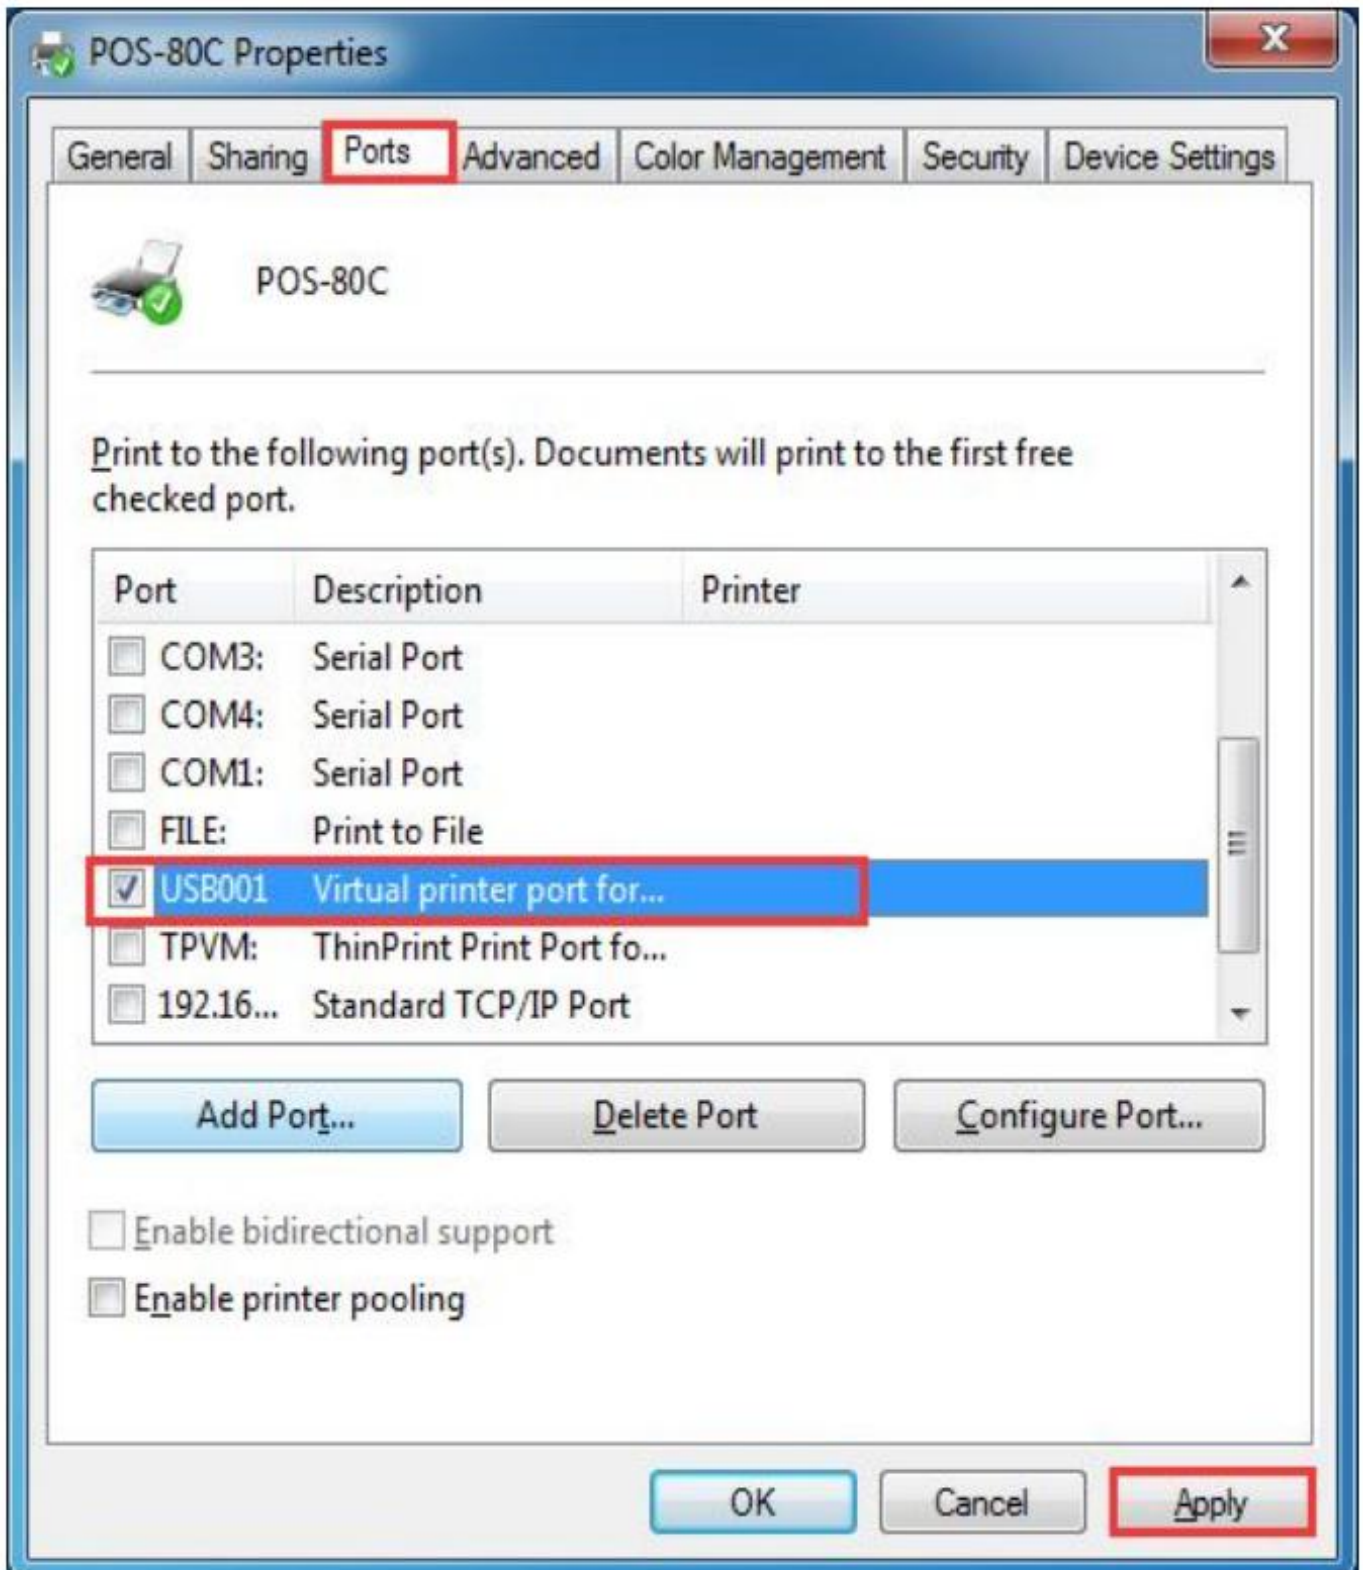 POS-80C Properties
General Sharing Ports Advanced Color Management Security Device Settings
POS-80C
Print to the following port(s). Documents will print to the first free
checked port.
Port Description Printer
COM3: Serial Port
COM4: Serial Port
COM1: Serial Port
FILE: Print to File
USB001 Virtual printer port for...
TPVM: ThinPrint Print Port fo...
192.16... Standard TCP/IP Port
Add Port... Delete Port Configure Port...
Enable bidirectional support
Enable printer pooling
OK Cancel Apply